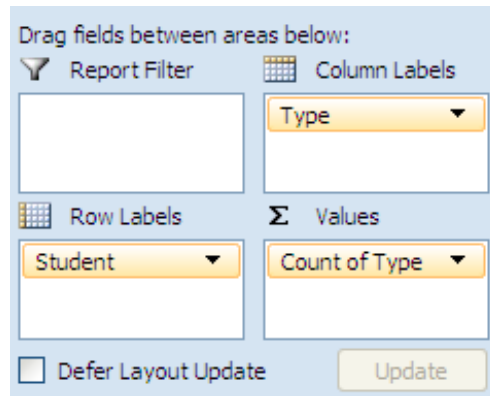 Drag fields between areas below:
Report Filter
Column Labels
Type
Row Labels
Σ Values
Student
Count of Type
Defer Layout Update
Update